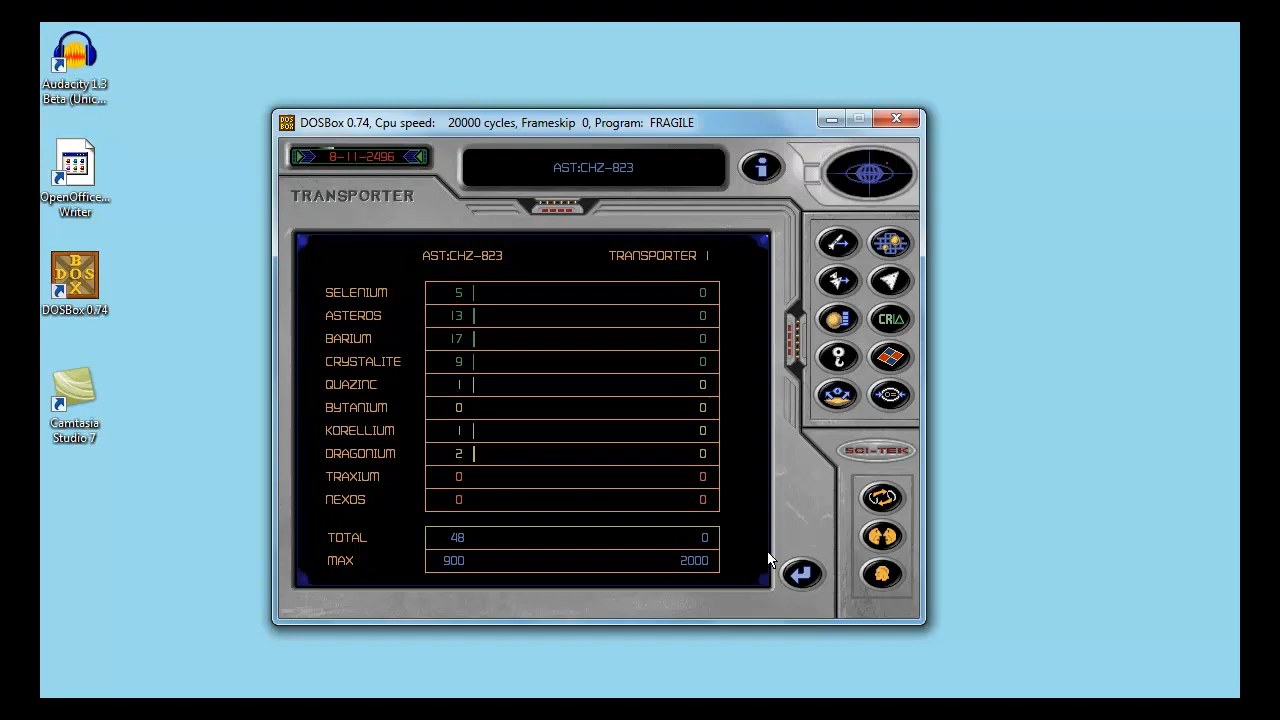 Audacity 1.3
Beta (Unic...
OpenOffice...
Writer
DOSBox 0.74
Camtasia
Studio 7
DOSBox 0.74, Cpu speed: 20000 cycles, Frameskip 0, Program: FRAGILE
8-11-2496
AST:CHZ-823
TRANSPORTER
AST:CHZ-823 TRANSPORTER 1
SELENIUM 5 0
ASTEROS 13 0
BARIUM 17 0
CRYSTALITE 9 0
QUAZINC 1 0
BYTANIUM 0 0
KORELLIUM 1 0
DRAGONIUM 2 0
TRAXIUM 0 0
NEXOS 0 0
TOTAL 48 0
MAX 900 2000
SCI-TEK